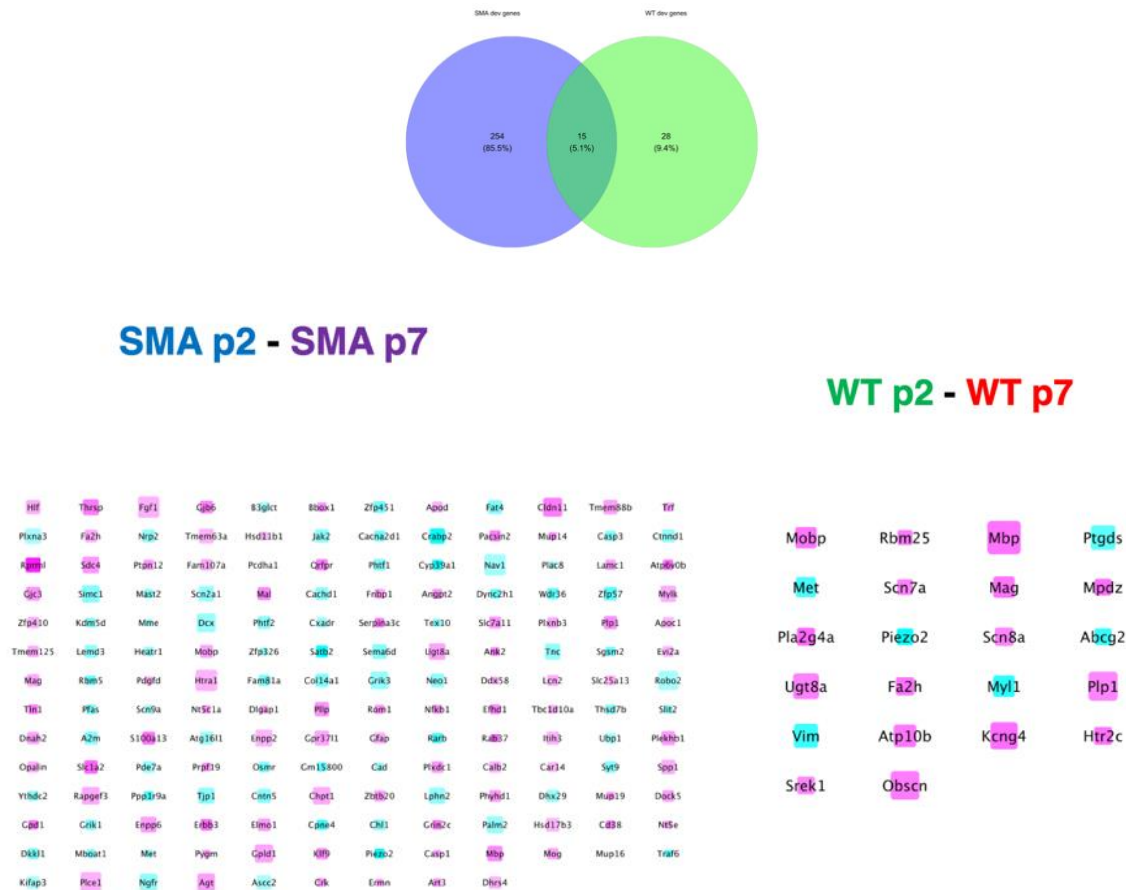 SMA dev genes WT dev genes
254 15 28
(85.5%) (5.1%) (9.4%)
SMA p2 - SMA p7
WT p2 - WT p7
Hlf Thrsp Fgf1 Gjb6 B3glct Bbox1 Zfp451 Apod Fat4 Cldn11 Tmem88b Trf
Plxna3 Fa2h Nrp2 Tmem63a Hsd11b1 Jak2 Cacna2d1 Crabp2 Pacsin2 Mup14 Casp3 Ctnnd1
Rprml Sdc4 Ptpn12 Fam107a Pcdha1 Qrfpr Phtf1 Cyp39a1 Nav1 Plac8 Lamc1 Atp6v0b
Gjc3 Simc1 Mast2 Scn2a1 Mal Cachd1 Fnbp1 Angpt2 Dync2h1 Wdr36 Zfp57 Mylk
Zfp410 Kdm5d Mme Dcx Phtf2 Cxadr Serpina3c Tex10 Slc7a11 Plxnb3 Plp1 Apoc1
Tmem125 Lemd3 Heatr1 Mobp Zfp326 Satb2 Sema6d Ugt8a Ank2 Tnc Sgsm2 Evi2a
Mag Rbm5 Pdgfd Htra1 Fam81a Col14a1 Grik3 Neo1 Ddx58 Lcn2 Slc25a13 Robo2
Tln1 Pfas Scn9a Nt5c1a Dlgap1 Pllp Rom1 Nfkb1 Efhd1 Tbc1d10a Thsd7b Slit2
Dnah2 A2m S100a13 Atg16l1 Enpp2 Gpr37l1 Gfap Rarb Rab37 Itih3 Ubp1 Plekhb1
Opalin Slc1a2 Pde7a Prpf19 Osmr Gm15800 Cad Plxdc1 Calb2 Car14 Syt9 Spp1
Ythdc2 Rapgef3 Ppp1r9a Tjp1 Cntn5 Chpt1 Zbtb20 Lphn2 Phyhd1 Dhx29 Mup19 Dock5
Gpd1 Grik1 Enpp6 Erbb3 Elmo1 Cpne4 Chl1 Grin2c Palm2 Hsd17b3 Cd38 Nt5e
Dkkl1 Mboat1 Met Pygm Gpld1 Klf9 Piezo2 Casp1 Mbp Mog Mup16 Traf6
Kifap3 Plce1 Ngfr Agt Ascc2 Crk Ermn Art3 Dhrs4
Mobp Rbm25 Mbp Ptgds
Met Scn7a Mag Mpdz
Pla2g4a Piezo2 Scn8a Abcg2
Ugt8a Fa2h Myl1 Plp1
Vim Atp10b Kcng4 Htr2c
Srek1 Obscn